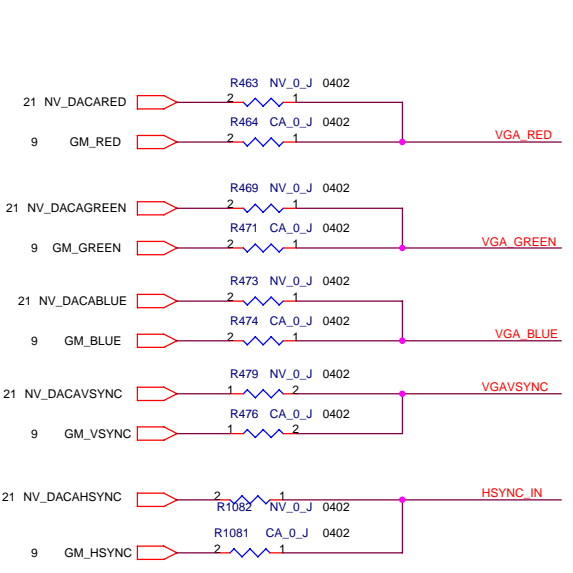 R463 NV_0_J 0402
21 NV_DACARED 2 1
R464 CA_0_J 0402
9 GM_RED 2 1 VGA_RED
R469 NV_0_J 0402
21 NV_DACAGREEN 2 1
R471 CA_0_J 0402
9 GM_GREEN 2 1 VGA_GREEN
R473 NV_0_J 0402
21 NV_DACABLUE 2 1
R474 CA_0_J 0402
9 GM_BLUE 2 1 VGA_BLUE
R479 NV_0_J 0402
21 NV_DACAVSYNC 1 2 VGAVSYNC
R476 CA_0_J 0402
9 GM_VSYNC 1 2
21 NV_DACAHSYNC 2 1 HSYNC_IN
R1082 NV_0_J 0402
R1081 CA_0_J 0402
9 GM_HSYNC 2 1